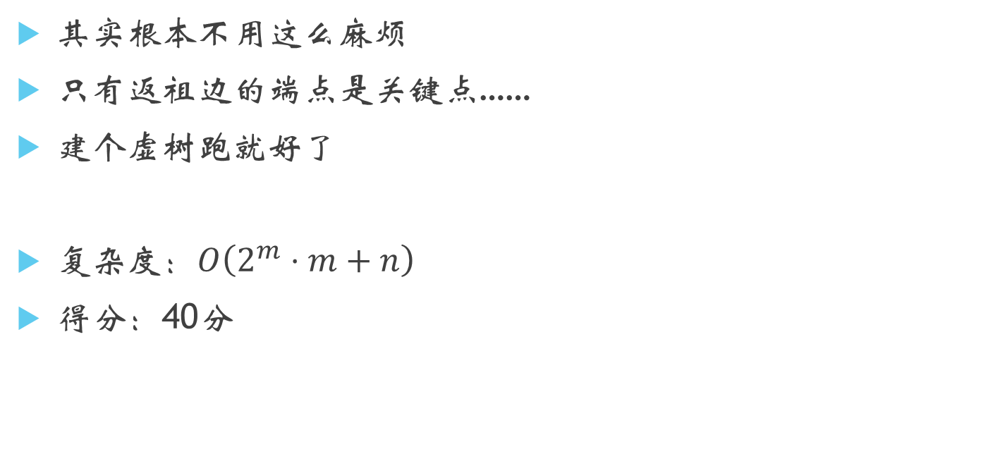 其实根本不用这么麻烦
只有返祖边的端点是关键点……
建个虚树跑就好了
复杂度：O(2^m · m + n)
得分：40分